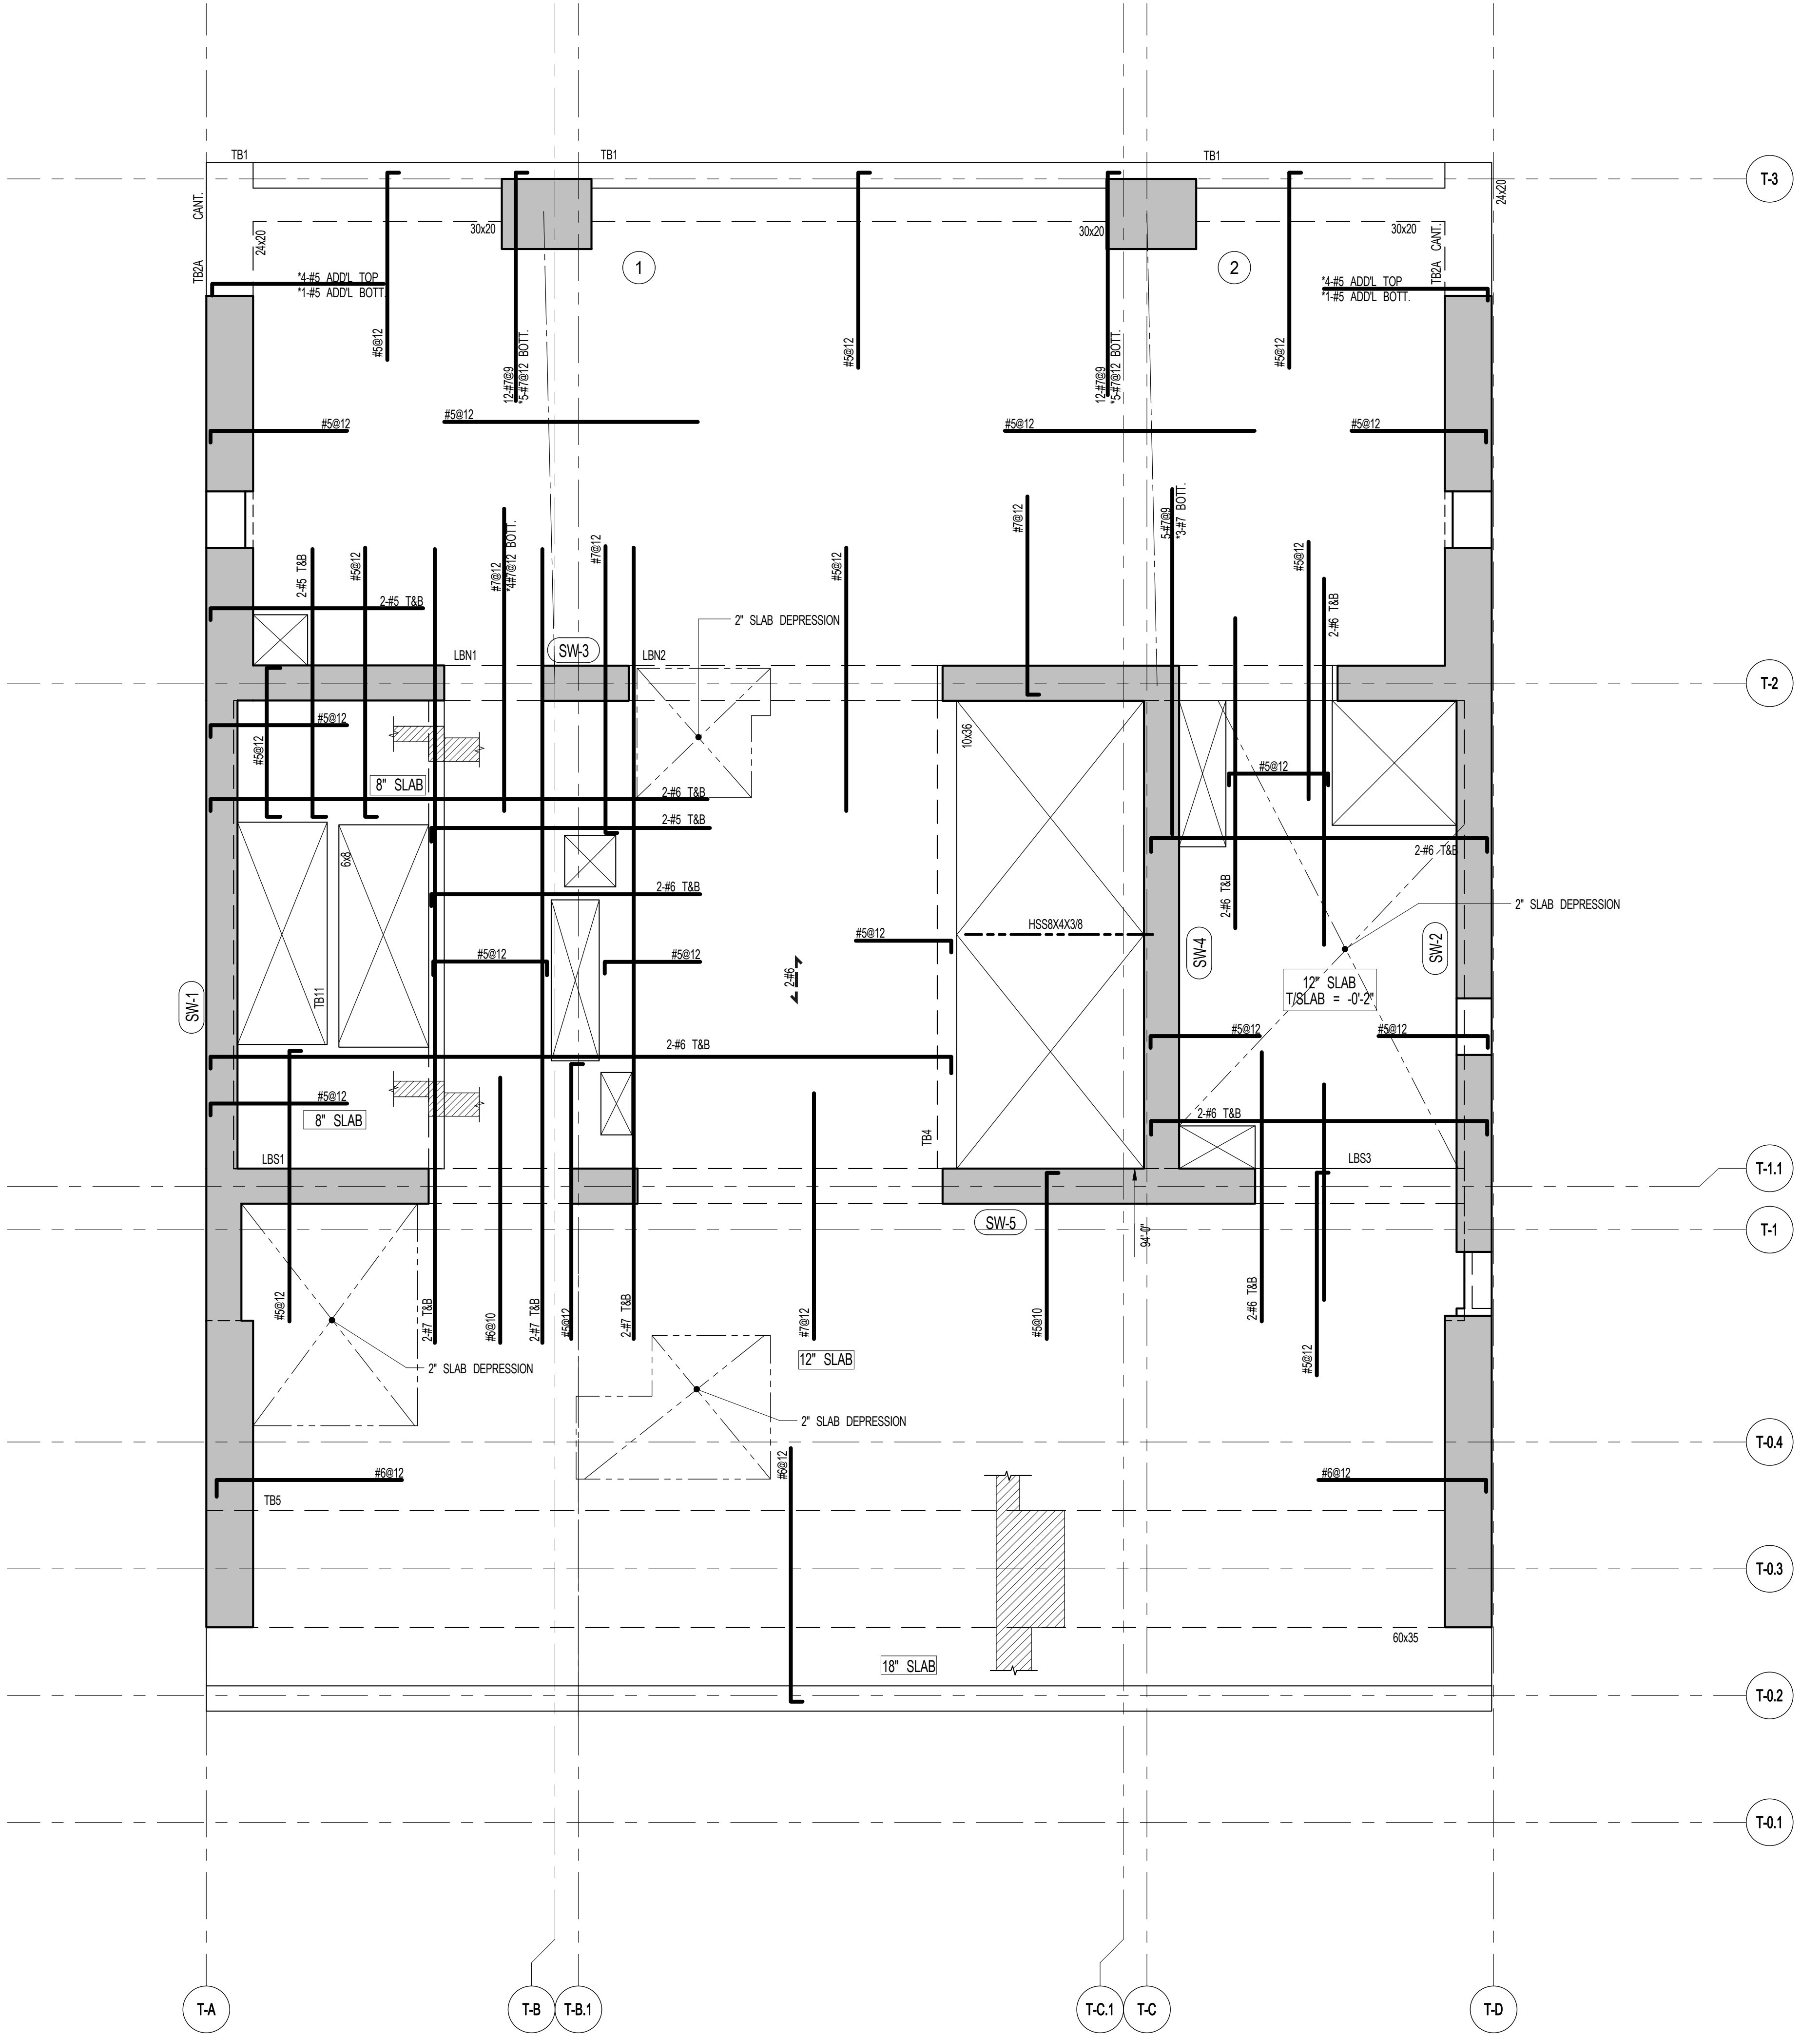 TB1
TB1
TB1
T-3
CANT.
24x20
24x20
30x20
30x20
30x20
TB2A
TB2A CANT.
1
2
*4-#5 ADD'L TOP
*1-#5 ADD'L BOTT.
*4-#5 ADD'L TOP
*1-#5 ADD'L BOTT.
#5@12
12-#7@9
*5-#7@12 BOTT.
#5@12
12-#7@9
*5-#7@12 BOTT.
#5@12
#5@12
#5@12
#5@12
#5@12
2-#5 T&B
#5@12
#7@12
*4#7@12 BOTT.
#7@12
#5@12
#7@12
5-#7@9
*3-#7 BOTT.
#5@12
2-#6 T&B
2-#5 T&B
2" SLAB DEPRESSION
LBN1
SW-3
LBN2
T-2
#5@12
#5@12
10x36
8" SLAB
#5@12
2-#6 T&B
2-#5 T&B
2-#6 T&B
6x8
2-#6 T&B
2-#6 T&B
2" SLAB DEPRESSION
HSS8X4X3/8
#5@12
SW-4
SW-2
#5@12
#5@12
2-#6
12" SLAB
T/SLAB = -0'-2"
SW-1
TB11
#5@12
#5@12
2-#6 T&B
#5@12
8" SLAB
2-#6 T&B
TB4
LBS1
LBS3
T-1.1
SW-5
94'-0"
T-1
#5@12
2-#7 T&B
#6@10
2-#7 T&B
#5@12
2-#7 T&B
#7@12
#5@10
2-#6 T&B
#5@12
2" SLAB DEPRESSION
12" SLAB
2" SLAB DEPRESSION
T-0.4
#6@12
#6@12
#6@12
TB5
T-0.3
60x35
18" SLAB
T-0.2
T-0.1
T-A
T-B
T-B.1
T-C.1
T-C
T-D